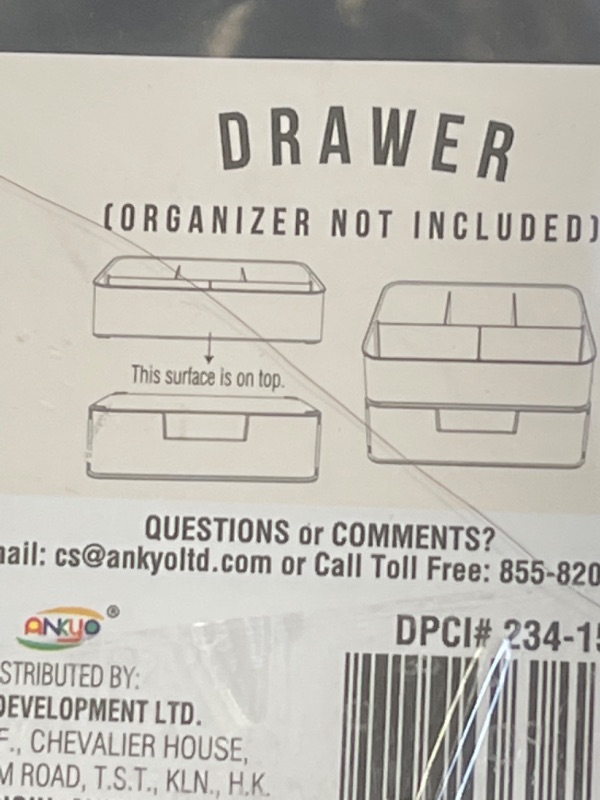 DRAWER
(ORGANIZER NOT INCLUDED)
This surface is on top.
QUESTIONS or COMMENTS?
ail: cs@ankyoltd.com or Call Toll Free: 855-820
ANKYO®
DPCI# 234-15
STRIBUTED BY:
DEVELOPMENT LTD.
F., CHEVALIER HOUSE,
M ROAD, T.S.T., KLN., H.K.